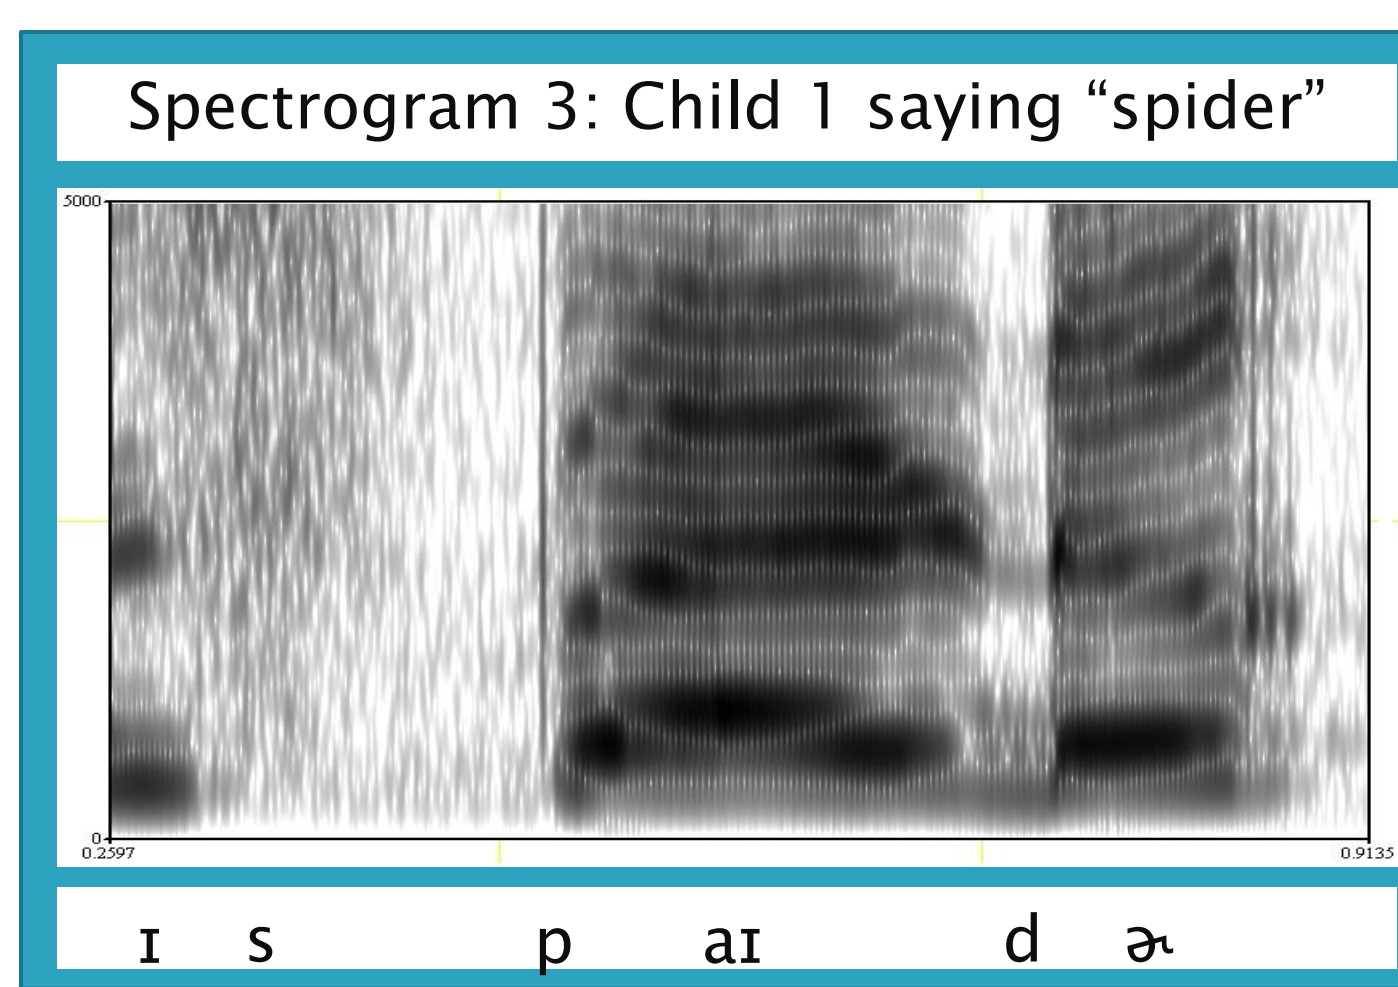 Spectrogram 3: Child 1 saying “spider”
5000
0
0.2597 0.9135
ɪ s p aɪ d ɚ